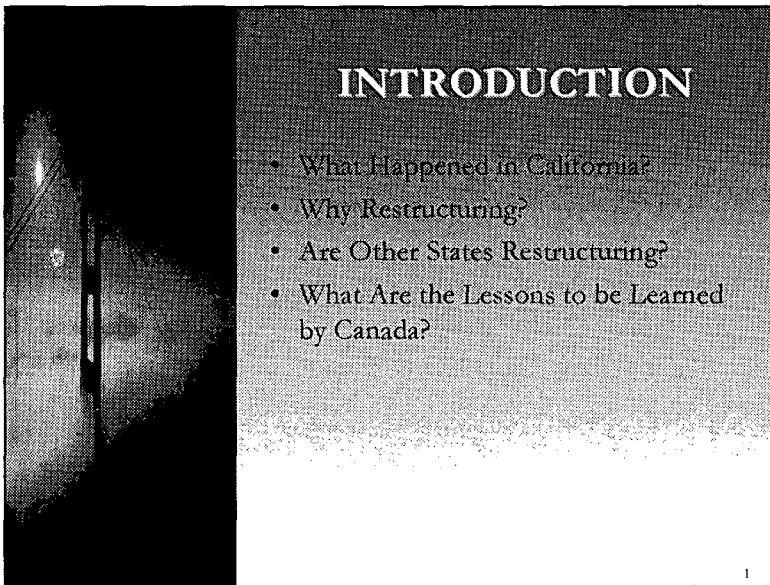 INTRODUCTION
• What Happened in California?
• Why Restructuring?
• Are Other States Restructuring?
• What Are the Lessons to be Learned
by Canada?
1